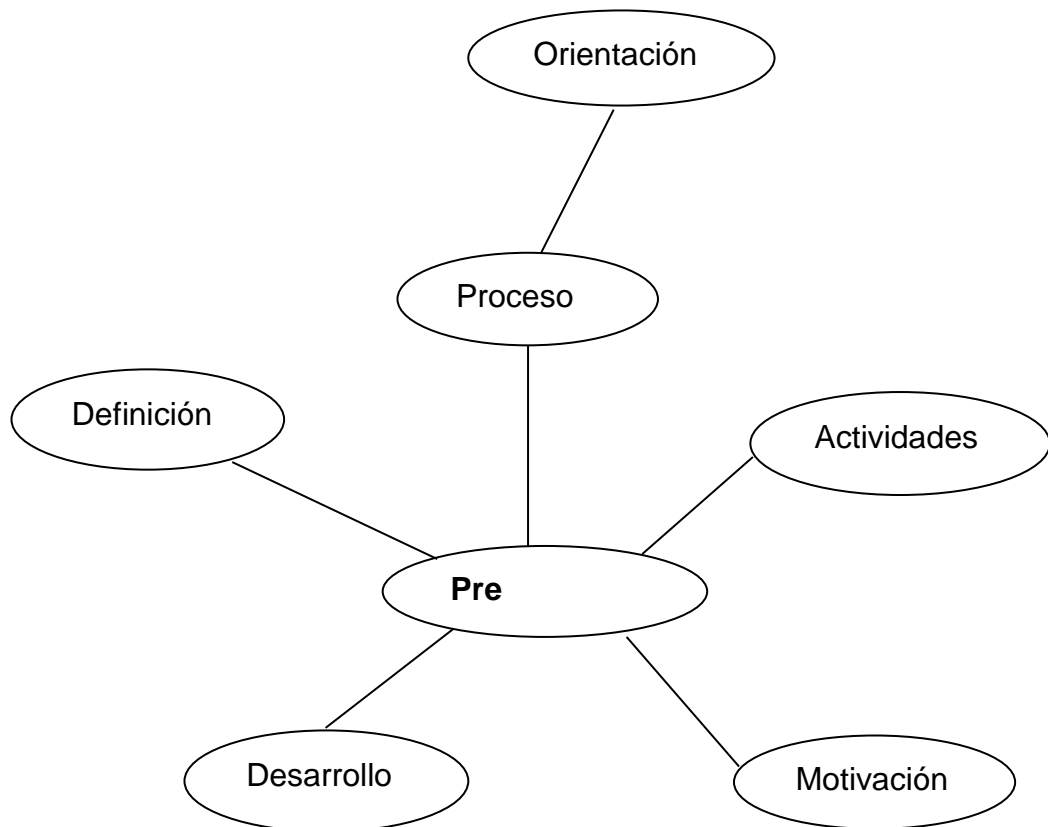 Orientación
Proceso
Definición
Actividades
Pre
Desarrollo
Motivación